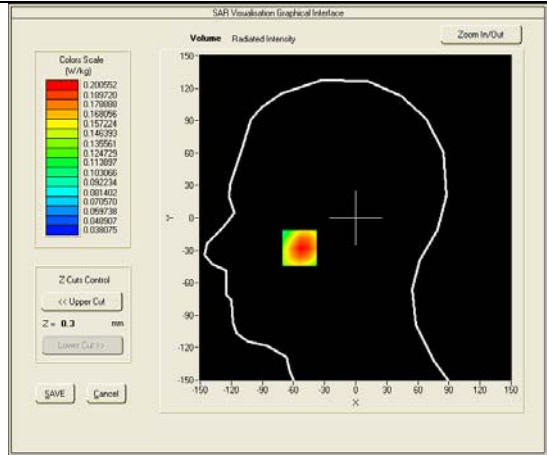 SAR Visualisation Graphical Interface
Volume Radiated Intensity
Zoom In/Out
Colors Scale
(W/kg)
0.200552
0.189720
0.178888
0.168056
0.157224
0.146393
0.135561
0.124729
0.113897
0.103066
0.092234
0.081402
0.070570
0.059738
0.048907
0.038075
Z Cuts Control
<< Upper Cut
Z = 0.3 mm
Lower Cut >>
SAVE Cancel
150
120
90
60
30
0
-30
-60
-90
-120
-150
Y
-150 -120 -90 -60 -30 0 30 60 90 120 150
X